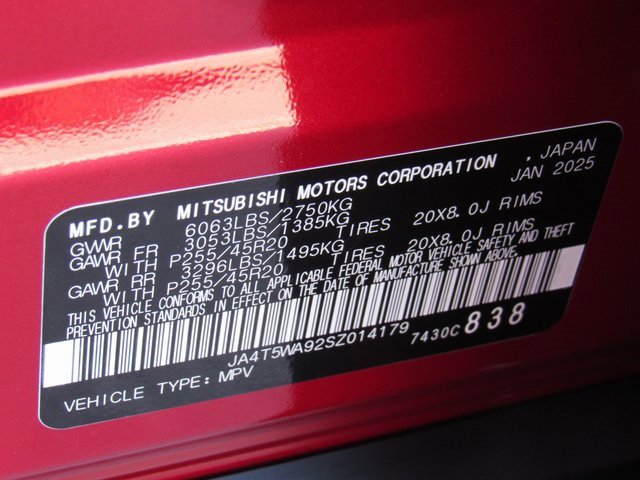 MFD.BY MITSUBISHI MOTORS CORPORATION , JAPAN
JAN 2025
GVWR 6063LBS/2750KG
GAWR FR 3053LBS/1385KG
WITH P255/45R20 TIRES 20X8.0J RIMS
GAWR RR 3296LBS/1495KG
WITH P255/45R20 TIRES 20X8.0J RIMS
THIS VEHICLE CONFORMS TO ALL APPLICABLE FEDERAL MOTOR VEHICLE SAFETY AND THEFT
PREVENTION STANDARDS IN EFFECT ON THE DATE OF MANUFACTURE SHOWN ABOVE.
JA4T5WA92SZ014179 7430C 838
VEHICLE TYPE: MPV